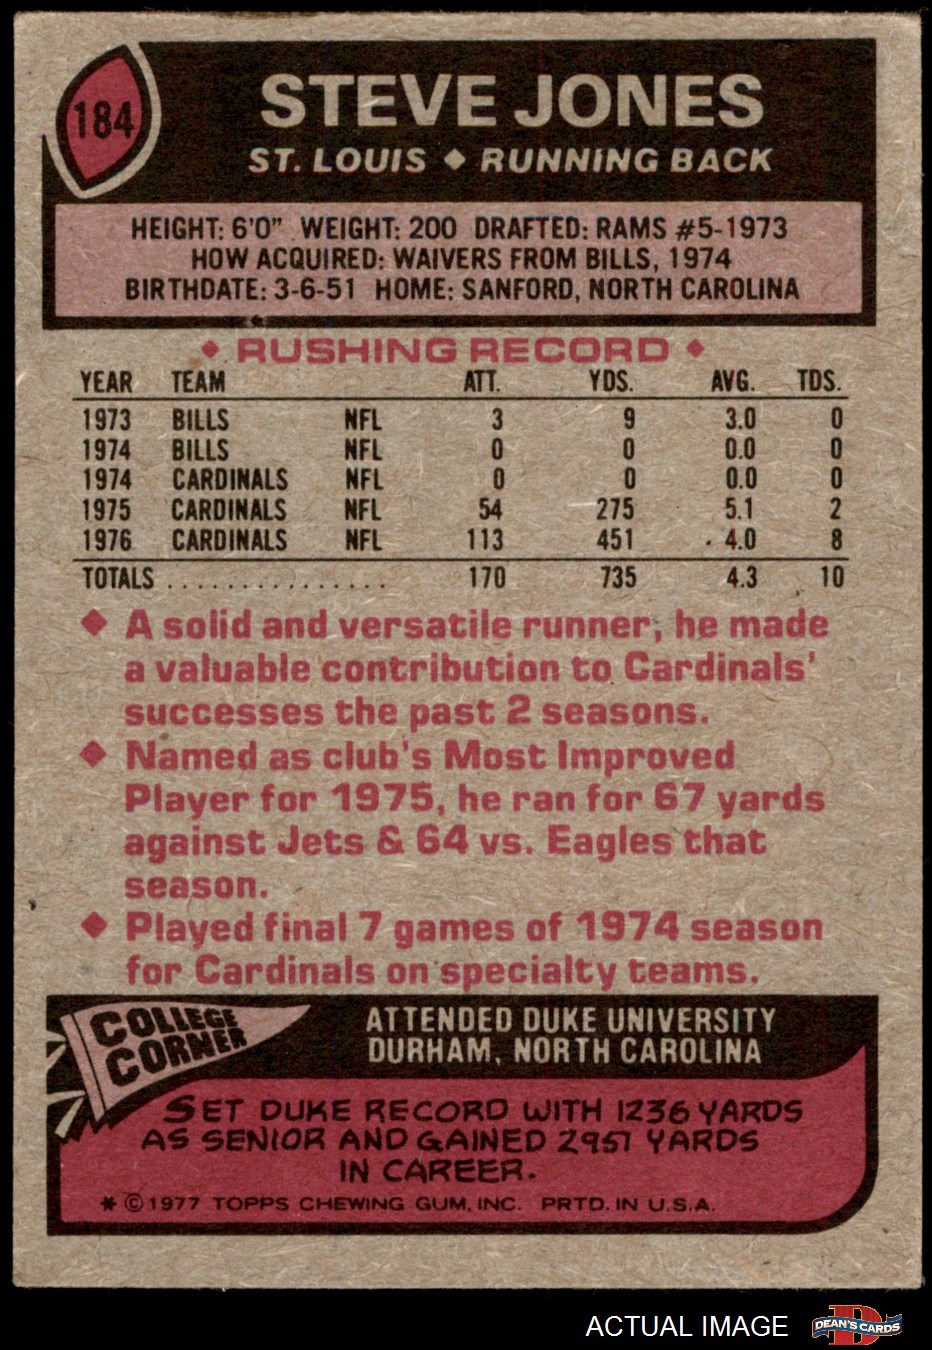 184
STEVE JONES
ST. LOUIS ◆ RUNNING BACK
HEIGHT: 6'0" WEIGHT: 200 DRAFTED: RAMS #5-1973
HOW ACQUIRED: WAIVERS FROM BILLS, 1974
BIRTHDATE: 3-6-51 HOME: SANFORD, NORTH CAROLINA
◆ RUSHING RECORD ◆
YEAR TEAM ATT. YDS. AVG. TDS.
1973 BILLS NFL 3 9 3.0 0
1974 BILLS NFL 0 0 0.0 0
1974 CARDINALS NFL 0 0 0.0 0
1975 CARDINALS NFL 54 275 5.1 2
1976 CARDINALS NFL 113 451 4.0 8
TOTALS . . . . . . . . . . . . . . . 170 735 4.3 10
◆ A solid and versatile runner, he made
a valuable contribution to Cardinals'
successes the past 2 seasons.
◆ Named as club's Most Improved
Player for 1975, he ran for 67 yards
against Jets & 64 vs. Eagles that
season.
◆ Played final 7 games of 1974 season
for Cardinals on specialty teams.
COLLEGE
CORNER
ATTENDED DUKE UNIVERSITY
DURHAM, NORTH CAROLINA
SET DUKE RECORD WITH 1236 YARDS
AS SENIOR AND GAINED 2951 YARDS
IN CAREER.
* © 1977 TOPPS CHEWING GUM, INC. PRTD. IN U.S.A.
ACTUAL IMAGE
D
DEAN'S CARDS